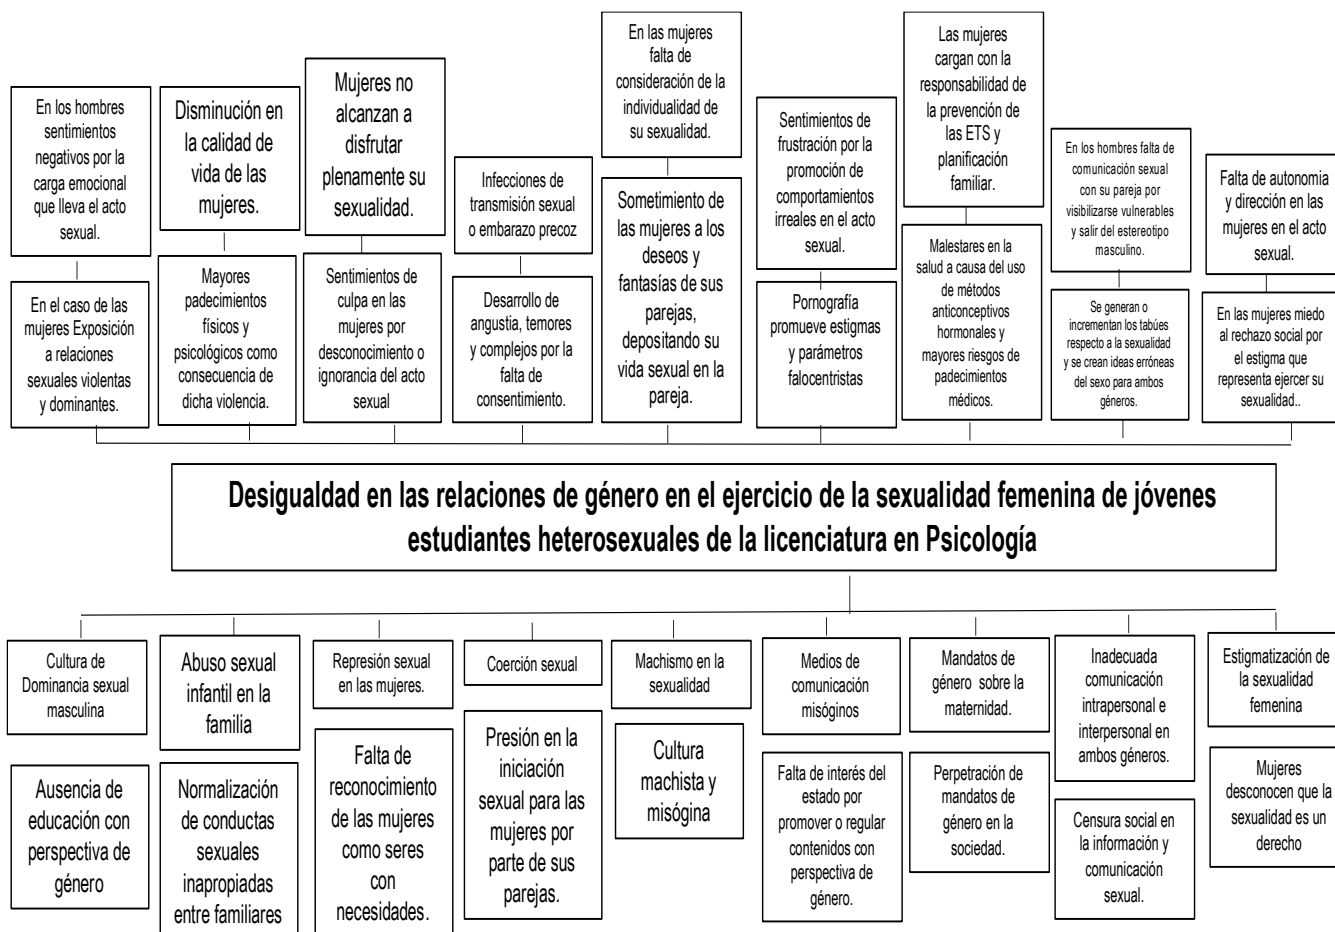 En los hombres
sentimientos
negativos por la
carga emocional
que lleva el acto
sexual.
Disminución en
la calidad de
vida de las
mujeres.
Mujeres no
alcanzan a
disfrutar
plenamente su
sexualidad.
Infecciones de
transmisión sexual
o embarazo precoz
En las mujeres
falta de
consideración de la
individualidad de
su sexualidad.
Sentimientos de
frustración por la
promoción de
comportamientos
irreales en el acto
sexual.
Las mujeres
cargan con la
responsabilidad de
la prevención de
las ETS y
planificación
familiar.
En los hombres falta de
comunicación sexual
con su pareja por
visibilizarse vulnerables
y salir del estereotipo
masculino.
Falta de autonomia
y dirección en las
mujeres en el acto
sexual.
En el caso de las
mujeres Exposición
a relaciones
sexuales violentas
y dominantes.
Mayores
padecimientos
físicos y
psicológicos como
consecuencia de
dicha violencia.
Sentimientos de
culpa en las
mujeres por
desconocimiento o
ignorancia del acto
sexual
Desarrollo de
angustia, temores
y complejos por la
falta de
consentimiento.
Sometimiento de
las mujeres a los
deseos y
fantasías de sus
parejas,
depositando su
vida sexual en la
pareja.
Pornografía
promueve estigmas
y parámetros
falocentristas
Malestares en la
salud a causa del uso
de métodos
anticonceptivos
hormonales y
mayores riesgos de
padecimientos
médicos.
Se generan o
incrementan los tabúes
respecto a la sexualidad
y se crean ideas erróneas
del sexo para ambos
géneros.
En las mujeres miedo
al rechazo social por
el estigma que
representa ejercer su
sexualidad..
Desigualdad en las relaciones de género en el ejercicio de la sexualidad femenina de jóvenes
estudiantes heterosexuales de la licenciatura en Psicología
Cultura de
Dominancia sexual
masculina
Abuso sexual
infantil en la
familia
Represión sexual
en las mujeres.
Coerción sexual
Machismo en la
sexualidad
Medios de
comunicación
misóginos
Mandatos de
género sobre la
maternidad.
Inadecuada
comunicación
intrapersonal e
interpersonal en
ambos géneros.
Estigmatización de
la sexualidad
femenina
Ausencia de
educación con
perspectiva de
género
Normalización
de conductas
sexuales
inapropiadas
entre familiares
Falta de
reconocimiento
de las mujeres
como seres
con
necesidades.
Presión en la
iniciación
sexual para las
mujeres por
parte de sus
parejas.
Cultura
machista y
misógina
Falta de interés del
estado por
promover o regular
contenidos con
perspectiva de
género.
Perpetración de
mandatos de
género en la
sociedad.
Censura social en
la información y
comunicación
sexual.
Mujeres
desconocen que la
sexualidad es un
derecho